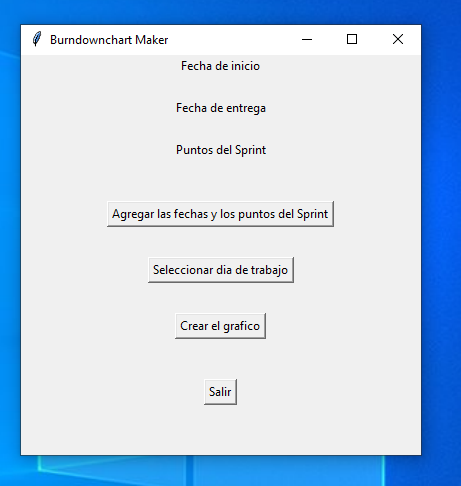 Burndownchart Maker
Fecha de inicio
Fecha de entrega
Puntos del Sprint
Agregar las fechas y los puntos del Sprint
Seleccionar dia de trabajo
Crear el grafico
Salir